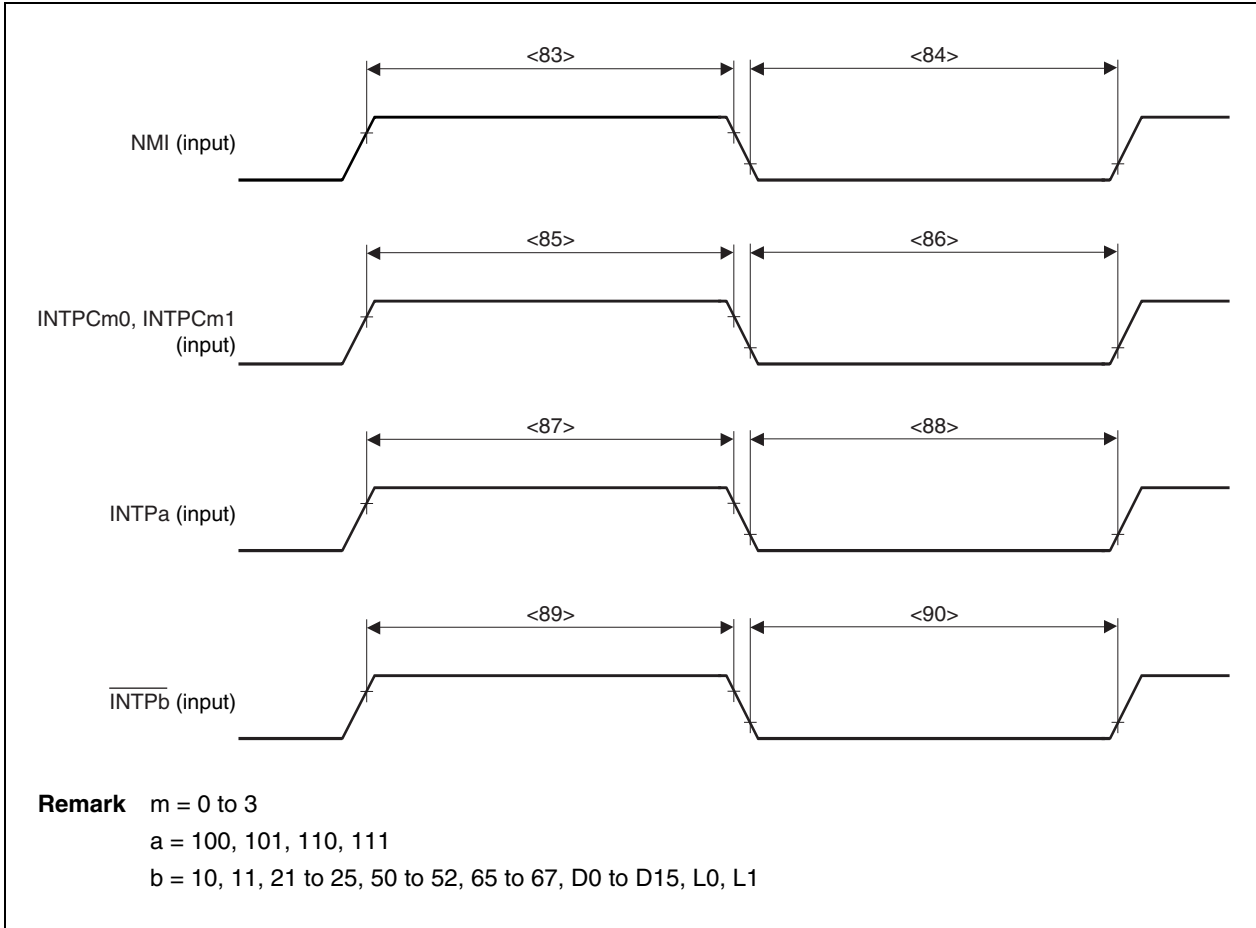 <83> <84>
NMI (input)
<85> <86>
INTPCm0, INTPCm1
(input)
<87> <88>
INTPa (input)
<89> <90>
INTPb (input)
Remark m = 0 to 3
a = 100, 101, 110, 111
b = 10, 11, 21 to 25, 50 to 52, 65 to 67, D0 to D15, L0, L1